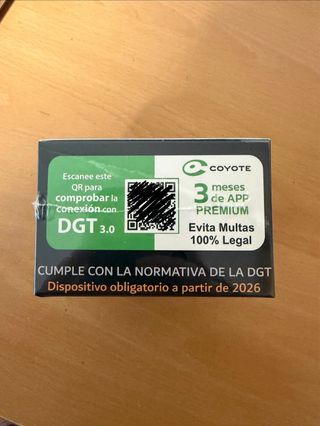 Escanee este
QR para
comprobar la
conexión con
DGT 3.0
COYOTE
3 meses
de APP
PREMIUM
Evita Multas
100% Legal
CUMPLE CON LA NORMATIVA DE LA DGT
Dispositivo obligatorio a partir de 2026